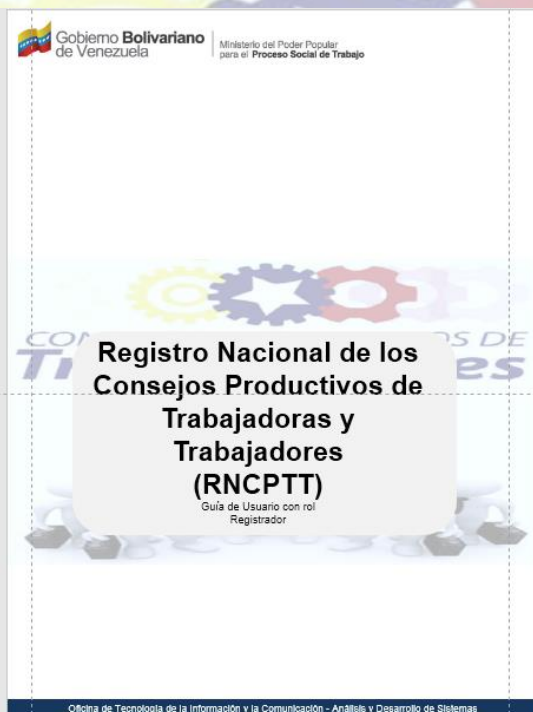 Gobierno Bolivariano
de Venezuela
Ministerio del Poder Popular
para el Proceso Social de Trabajo
Registro Nacional de los
Consejos Productivos de
Trabajadoras y
Trabajadores
(RNCPTT)
Guía de Usuario con rol
Registrador
Oficina de Tecnología de la Información y la Comunicación - Análisis y Desarrollo de Sistemas